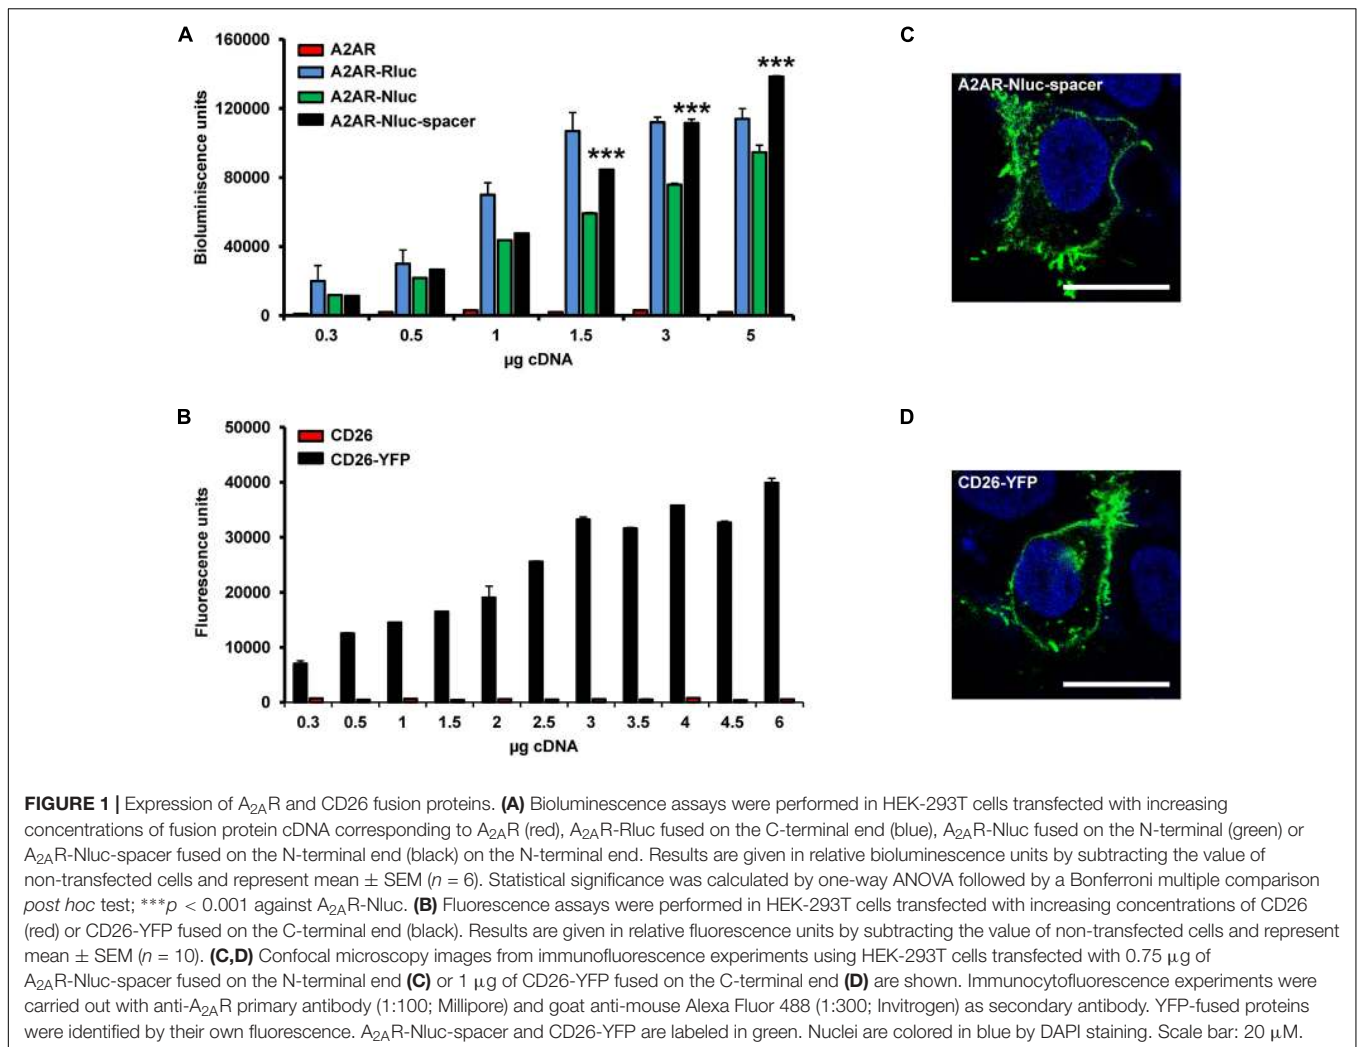 A
160000
120000
80000
40000
0
Bioluminiscence units
A2AR
A2AR-Rluc
A2AR-Nluc
A2AR-Nluc-spacer
***
***
***
0.3 0.5 1 1.5 3 5
µg cDNA
C
A2AR-Nluc-spacer
B
50000
40000
30000
20000
10000
0
Fluorescence units
CD26
CD26-YFP
0.3 0.5 1 1.5 2 2.5 3 3.5 4 4.5 6
µg cDNA
D
CD26-YFP
FIGURE 1 | Expression of A2AR and CD26 fusion proteins. (A) Bioluminescence assays were performed in HEK-293T cells transfected with increasing
concentrations of fusion protein cDNA corresponding to A2AR (red), A2AR-Rluc fused on the C-terminal end (blue), A2AR-Nluc fused on the N-terminal (green) or
A2AR-Nluc-spacer fused on the N-terminal end (black) on the N-terminal end. Results are given in relative bioluminescence units by subtracting the value of
non-transfected cells and represent mean ± SEM (n = 6). Statistical significance was calculated by one-way ANOVA followed by a Bonferroni multiple comparison
post hoc test; ***p < 0.001 against A2AR-Nluc. (B) Fluorescence assays were performed in HEK-293T cells transfected with increasing concentrations of CD26
(red) or CD26-YFP fused on the C-terminal end (black). Results are given in relative fluorescence units by subtracting the value of non-transfected cells and represent
mean ± SEM (n = 10). (C,D) Confocal microscopy images from immunofluorescence experiments using HEK-293T cells transfected with 0.75 µg of
A2AR-Nluc-spacer fused on the N-terminal end (C) or 1 µg of CD26-YFP fused on the C-terminal end (D) are shown. Immunocytofluorescence experiments were
carried out with anti-A2AR primary antibody (1:100; Millipore) and goat anti-mouse Alexa Fluor 488 (1:300; Invitrogen) as secondary antibody. YFP-fused proteins
were identified by their own fluorescence. A2AR-Nluc-spacer and CD26-YFP are labeled in green. Nuclei are colored in blue by DAPI staining. Scale bar: 20 µM.